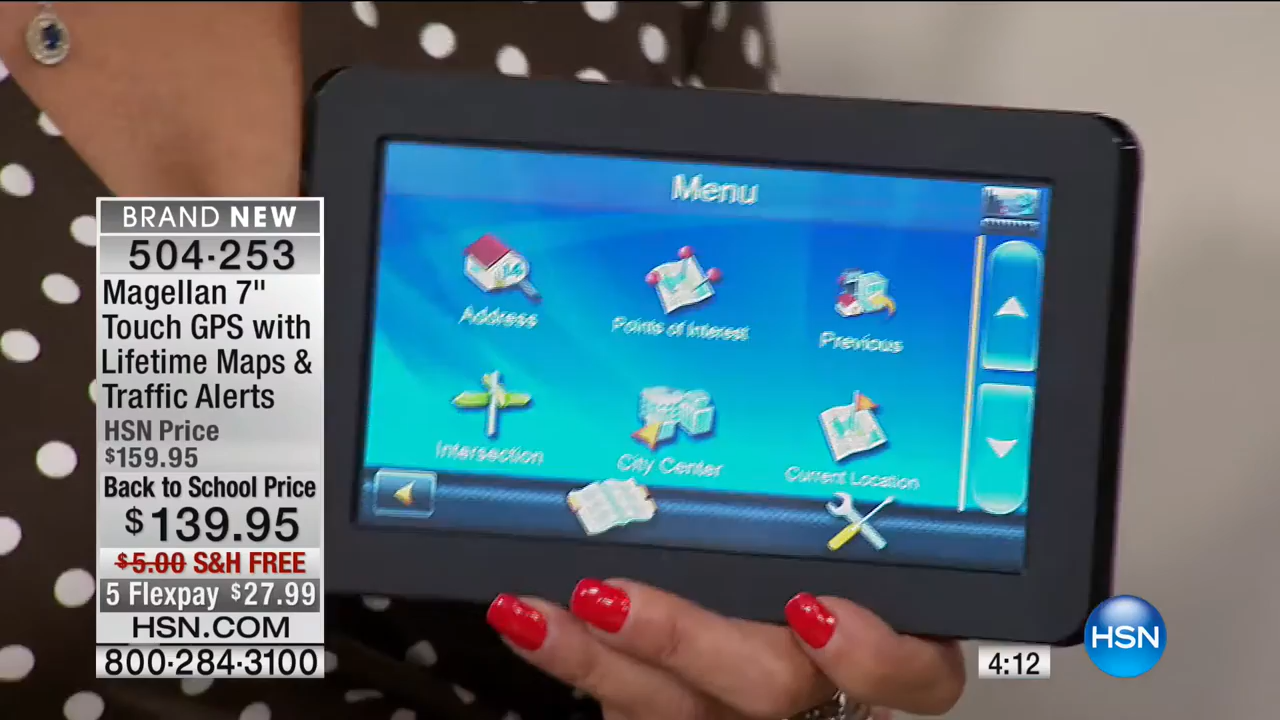 BRAND NEW
504-253
Magellan 7"
Touch GPS with
Lifetime Maps &
Traffic Alerts
HSN Price
$159.95
Back to School Price
$139.95
$5.00 S&H FREE
5 Flexpay $27.99
HSN.COM
800-284-3100
Menu
Address
Points of Interest
Previous
Intersection
City Center
Current Location
4:12
HSN